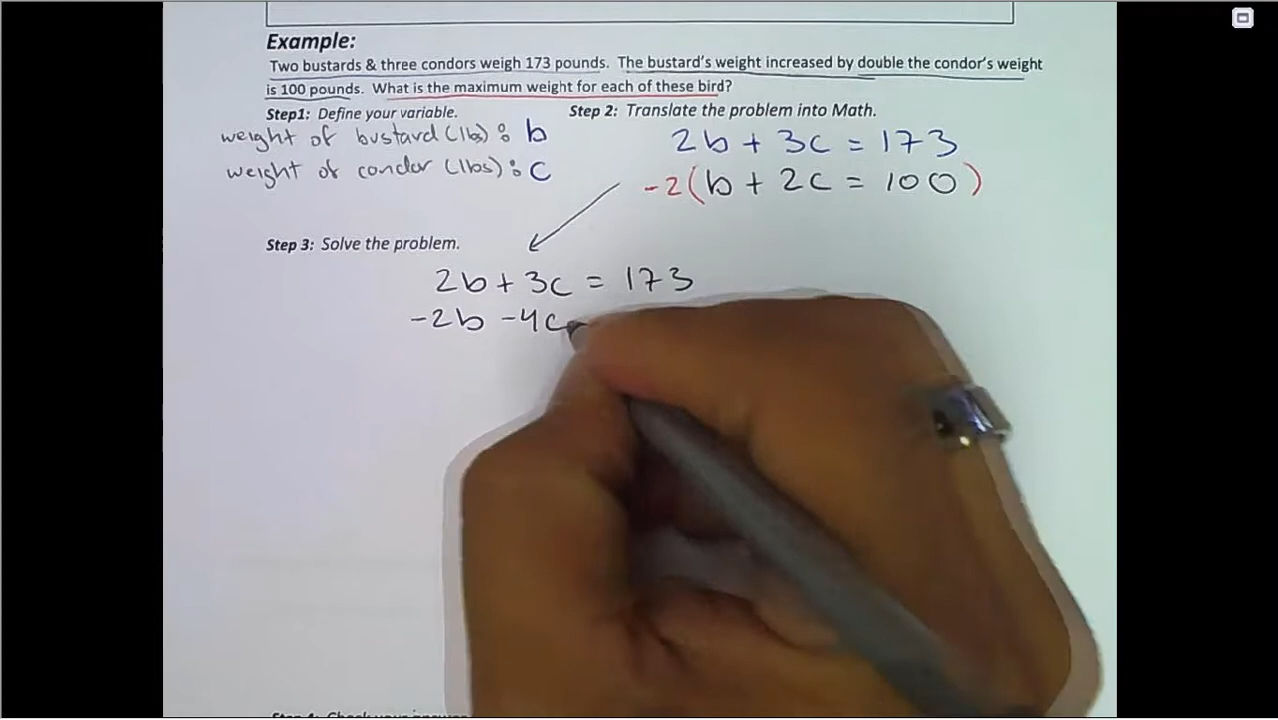 Example:
Two bustards & three condors weigh 173 pounds. The bustard's weight increased by double the condor's weight
is 100 pounds. What is the maximum weight for each of these bird?
Step1: Define your variable.
weight of bustard (lb) : b
weight of condor (lbs) : c
Step 2: Translate the problem into Math.
2b + 3c = 173
-2(b + 2c = 100)
Step 3: Solve the problem.
2b + 3c = 173
-2b -4c